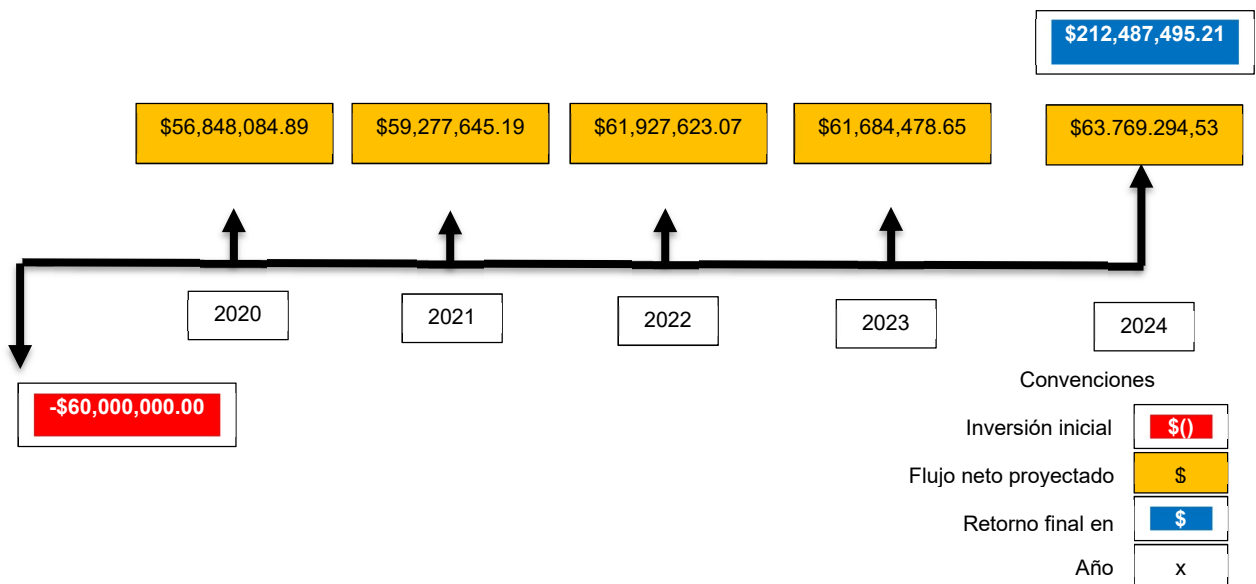 $212,487,495.21
$56,848,084.89
$59,277,645.19
$61,927,623.07
$61,684,478.65
$63.769.294,53
2020
2021
2022
2023
2024
-$60,000,000.00
Convenciones
Inversión inicial
$()
Flujo neto proyectado
$
Retorno final en
$
Año
x